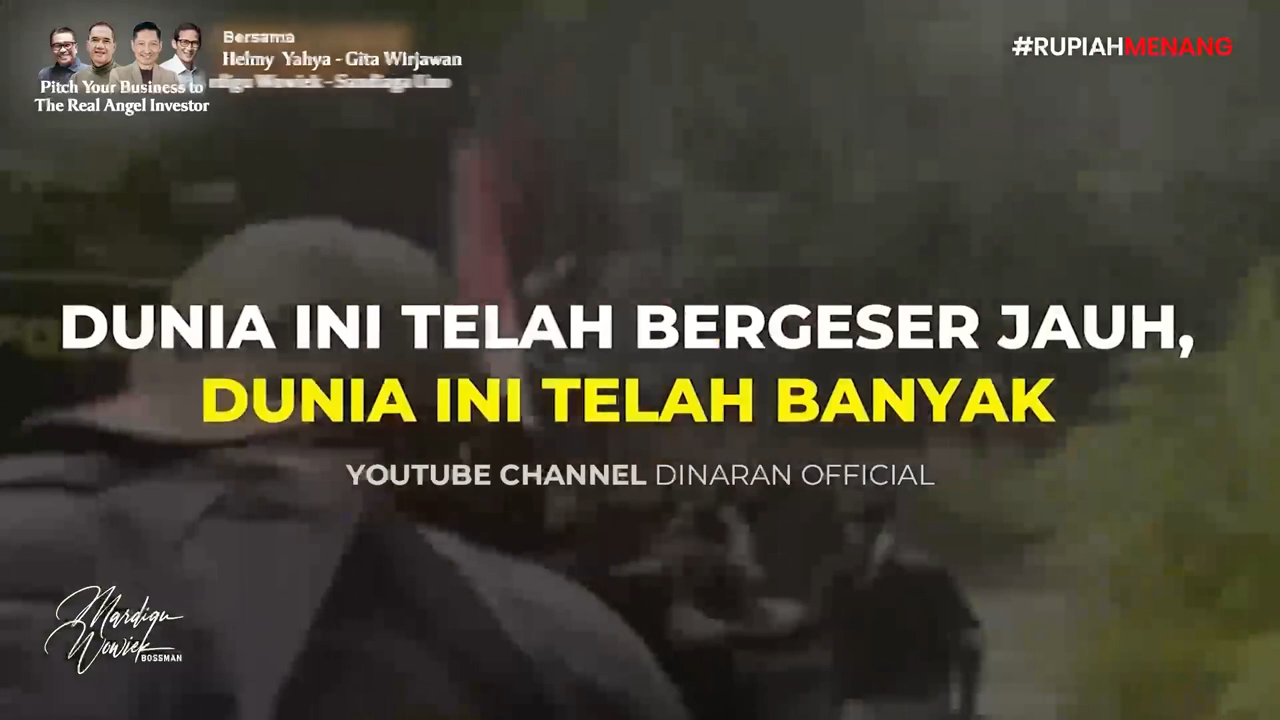 Bersama
Helmy Yahya - Gita Wirjawan
Pitch Your Business to
The Real Angel Investor
#RUPIAHMENANG
DUNIA INI TELAH BERGESER JAUH,
DUNIA INI TELAH BANYAK
YOUTUBE CHANNEL DINARAN OFFICIAL
Mardigu
Wowiek
BOSSMAN